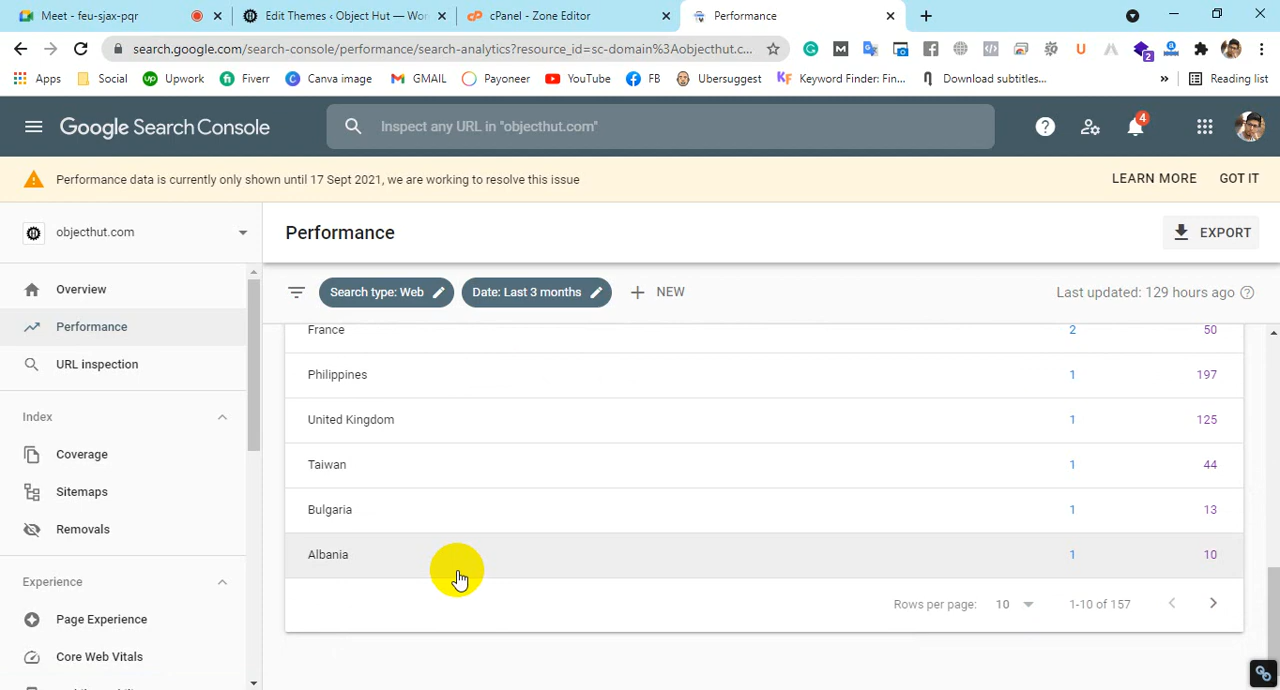 Meet - feu-sjax-pqr
Edit Themes ‹ Object Hut — Wor
cPanel - Zone Editor
Performance
search.google.com/search-console/performance/search-analytics?resource_id=sc-domain%3Aobjecthut.c...
Apps
Social
Upwork
Fiverr
Canva image
GMAIL
Payoneer
YouTube
FB
Ubersuggest
Keyword Finder: Fin...
Download subtitles...
»
Reading list
Google Search Console
Inspect any URL in "objecthut.com"
4
Performance data is currently only shown until 17 Sept 2021, we are working to resolve this issue
LEARN MORE
GOT IT
objecthut.com
Performance
EXPORT
Overview
Performance
URL inspection
Index
Coverage
Sitemaps
Removals
Experience
Page Experience
Core Web Vitals
Search type: Web
Date: Last 3 months
NEW
Last updated: 129 hours ago
France 2 50
Philippines 1 197
United Kingdom 1 125
Taiwan 1 44
Bulgaria 1 13
Albania 1 10
Rows per page: 10 1-10 of 157